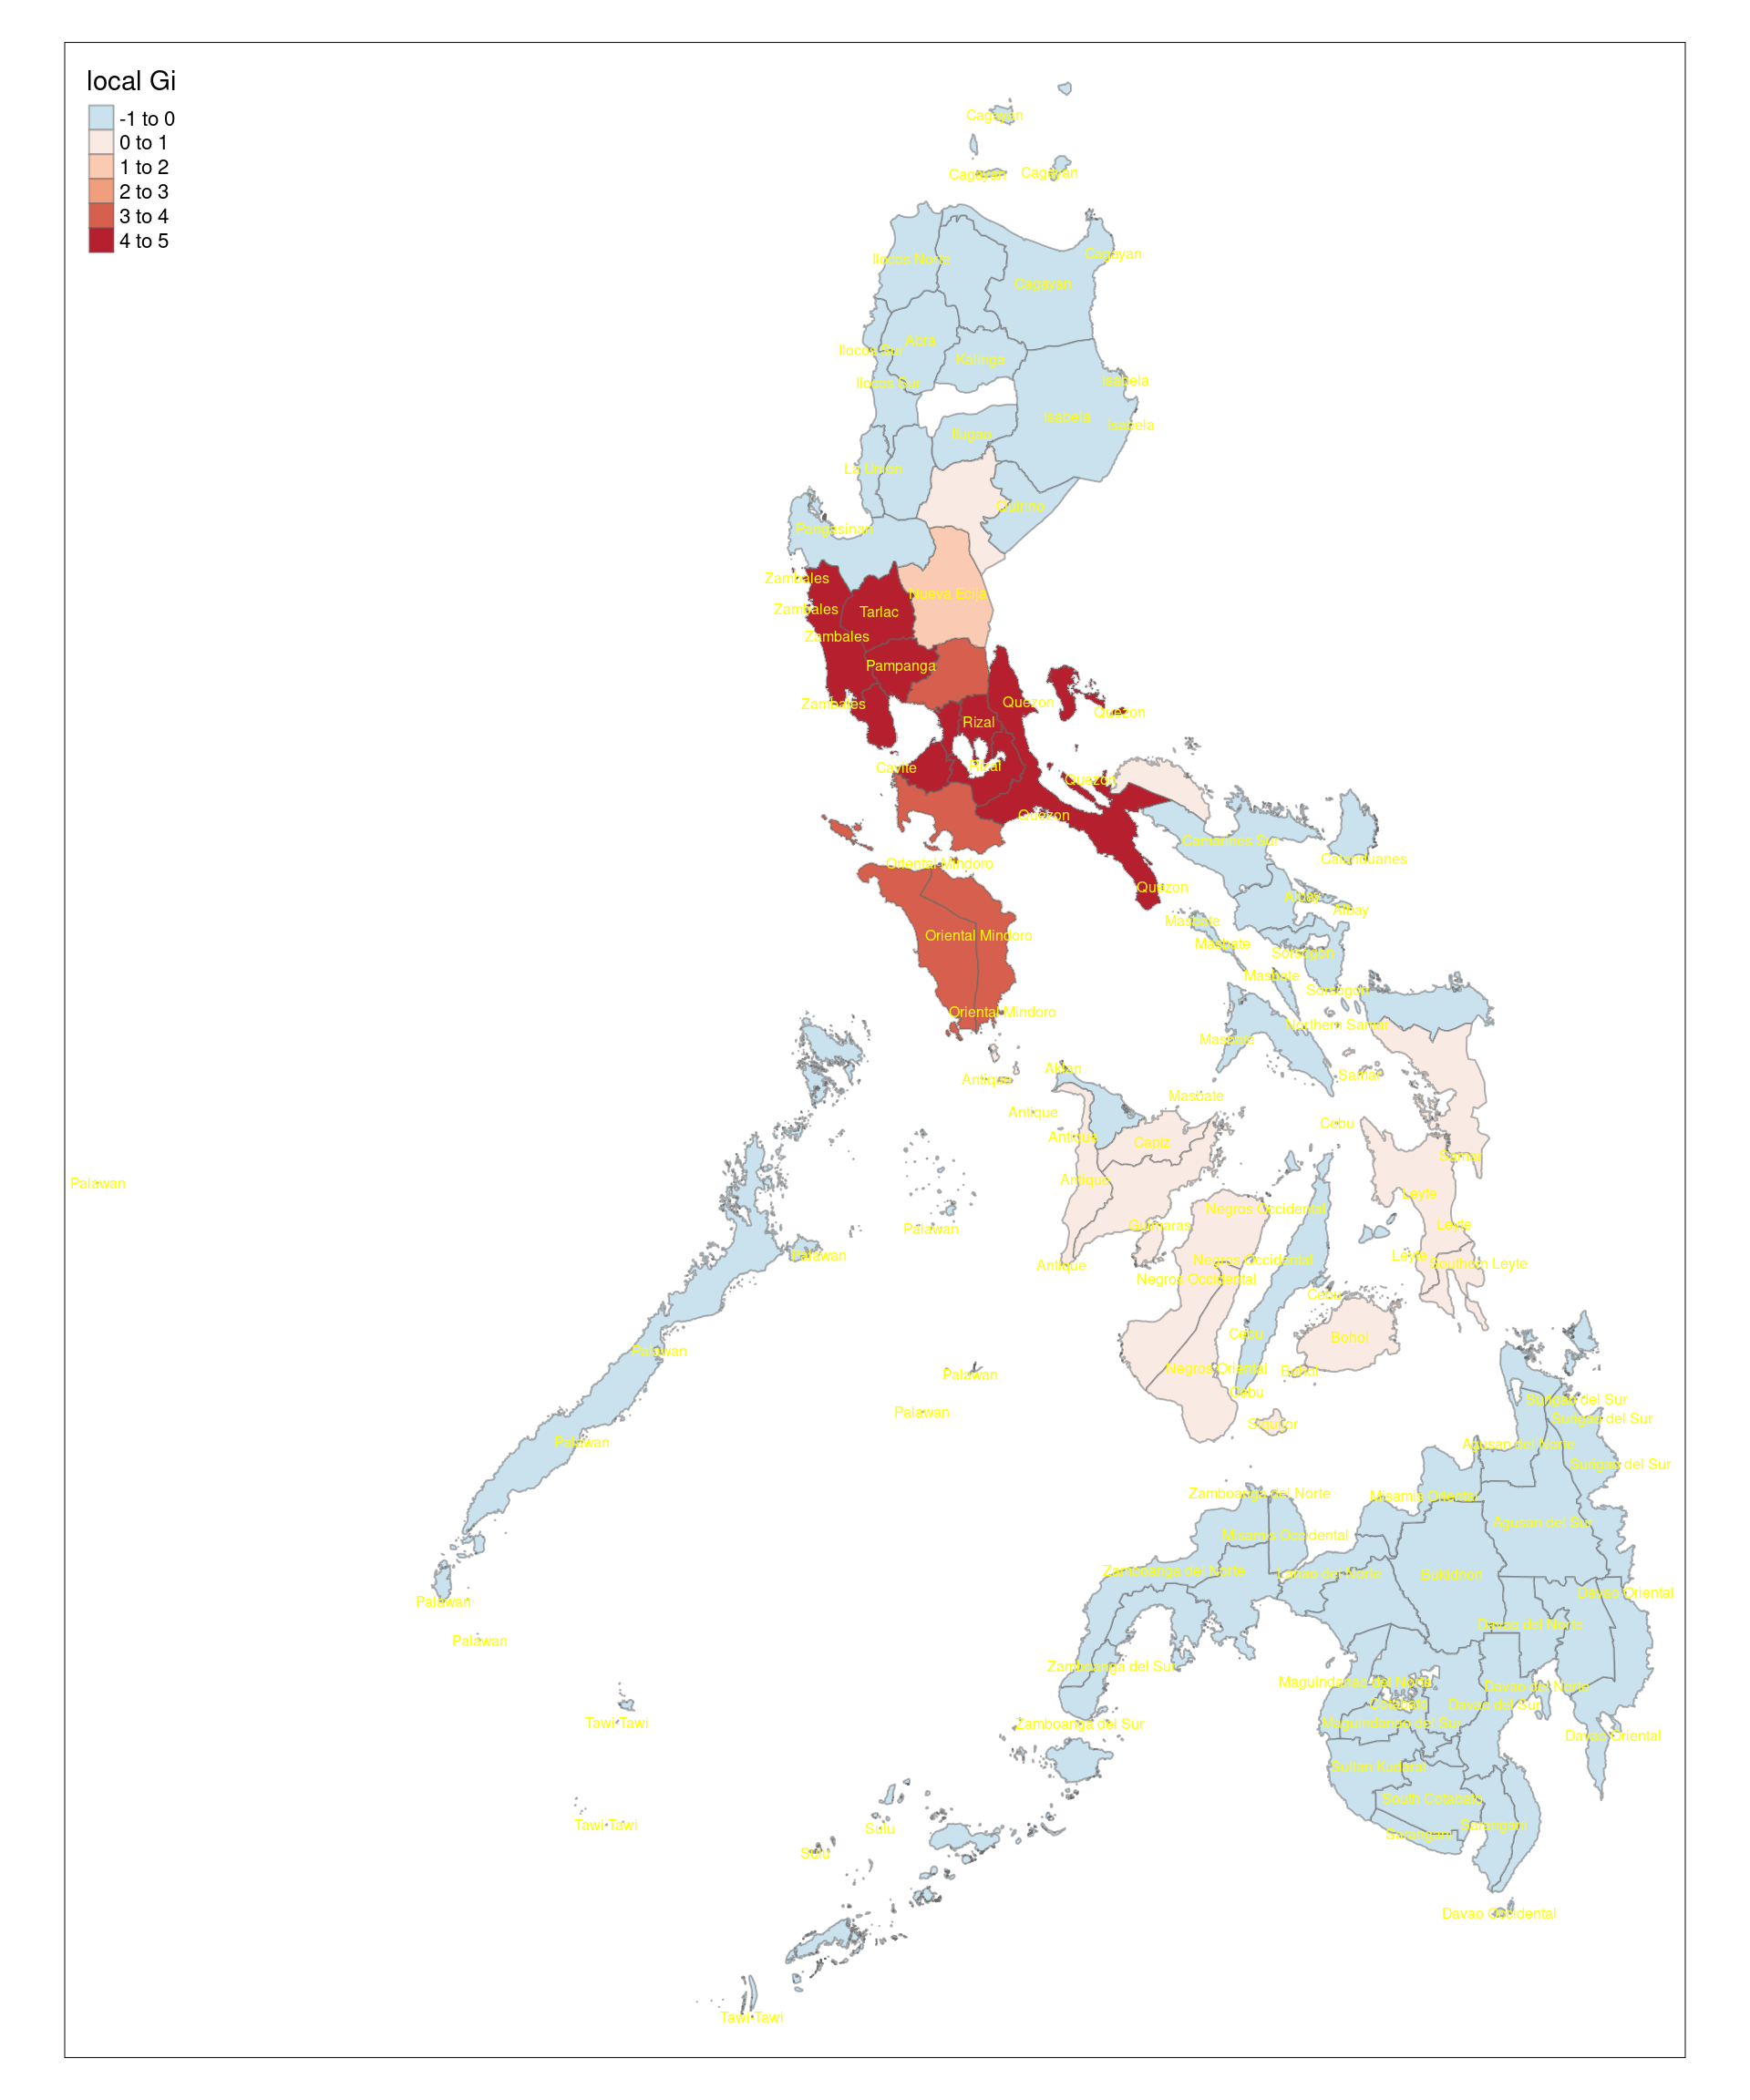 local Gi
-1 to 0
0 to 1
1 to 2
2 to 3
3 to 4
4 to 5
Cagayan
Cagayan
Cagayan
Cagayan
Ilocos Norte
Cagayan
Abra
Ilocos Sur
Kalinga
Isabela
Ilocos Sur
Isabela
Isabela
Ifugao
La Union
Quirino
Pangasinan
Zambales
Nueva Ecija
Zambales
Tarlac
Zambales
Pampanga
Quezon
Zambales
Quezon
Rizal
Rizal
Cavite
Quezon
Quezon
Camarines Sur
Catanduanes
Oriental Mindoro
Quezon
Albay
Albay
Masbate
Oriental Mindoro
Masbate
Sorsogon
Masbate
Sorsogon
Oriental Mindoro
Northern Samar
Masbate
Aklan
Samar
Antique
Masbate
Antique
Cebu
Antique
Capiz
Samar
Antique
Palawan
Leyte
Negros Occidental
Guimaras
Leyte
Palawan
Palawan
Leyte
Negros Occidental
Southern Leyte
Antique
Negros Occidental
Cebu
Cebu
Bohol
Palawan
Negros Oriental
Bohol
Palawan
Cebu
Surigao del Sur
Palawan
Surigao del Sur
Siquijor
Palawan
Agusan del Norte
Surigao del Sur
Zamboanga del Norte
Misamis Oriental
Agusan del Sur
Misamis Occidental
Zamboanga del Norte
Lanao del Norte
Bukidnon
Davao Oriental
Palawan
Davao del Norte
Palawan
Zamboanga del Sur
Maguindanao del Norte
Davao del Norte
Cotabato
Davao del Sur
Tawi-Tawi
Zamboanga del Sur
Maguindanao del Sur
Davao Oriental
Sultan Kudarat
South Cotabato
Tawi-Tawi
Sulu
Sarangani
Sarangani
Sulu
Davao Occidental
Tawi-Tawi